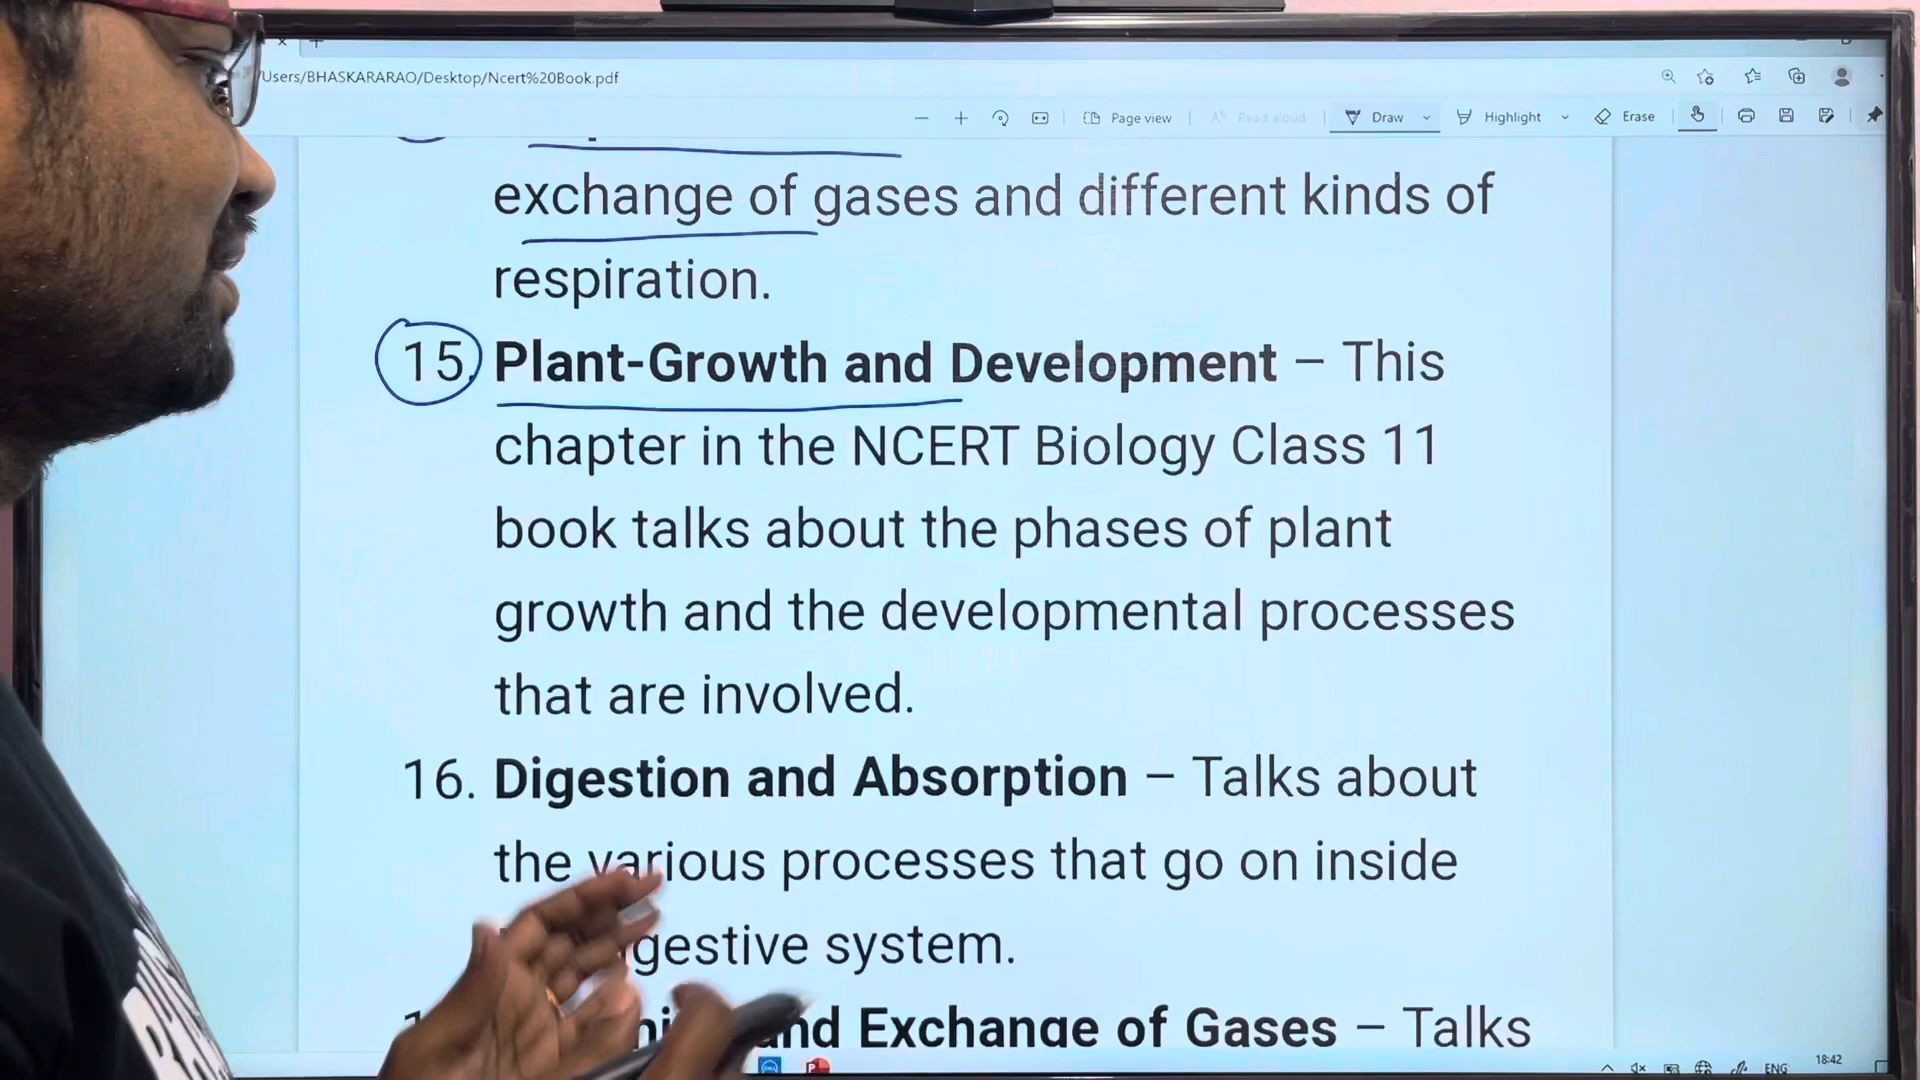 /Users/BHASKARARAO/Desktop/Ncert%20Book.pdf
Page view
Read aloud
Draw
Highlight
Erase
exchange of gases and different kinds of
respiration.
15. Plant-Growth and Development – This
chapter in the NCERT Biology Class 11
book talks about the phases of plant
growth and the developmental processes
that are involved.
16. Digestion and Absorption – Talks about
the various processes that go on inside
system.
and Exchange of Gases – Talks
ENG
18:42